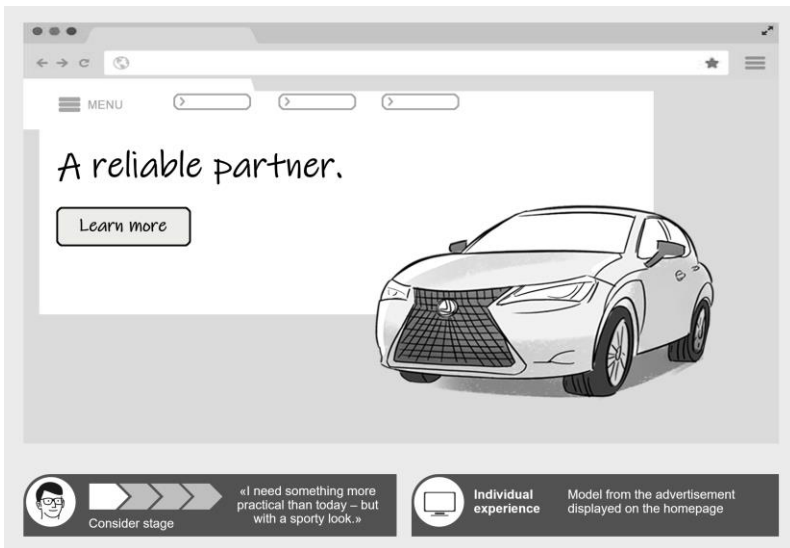 MENU
A reliable partner.
Learn more
«I need something more
practical than today – but
with a sporty look.»
Consider stage
Individual
experience
Model from the advertisement
displayed on the homepage